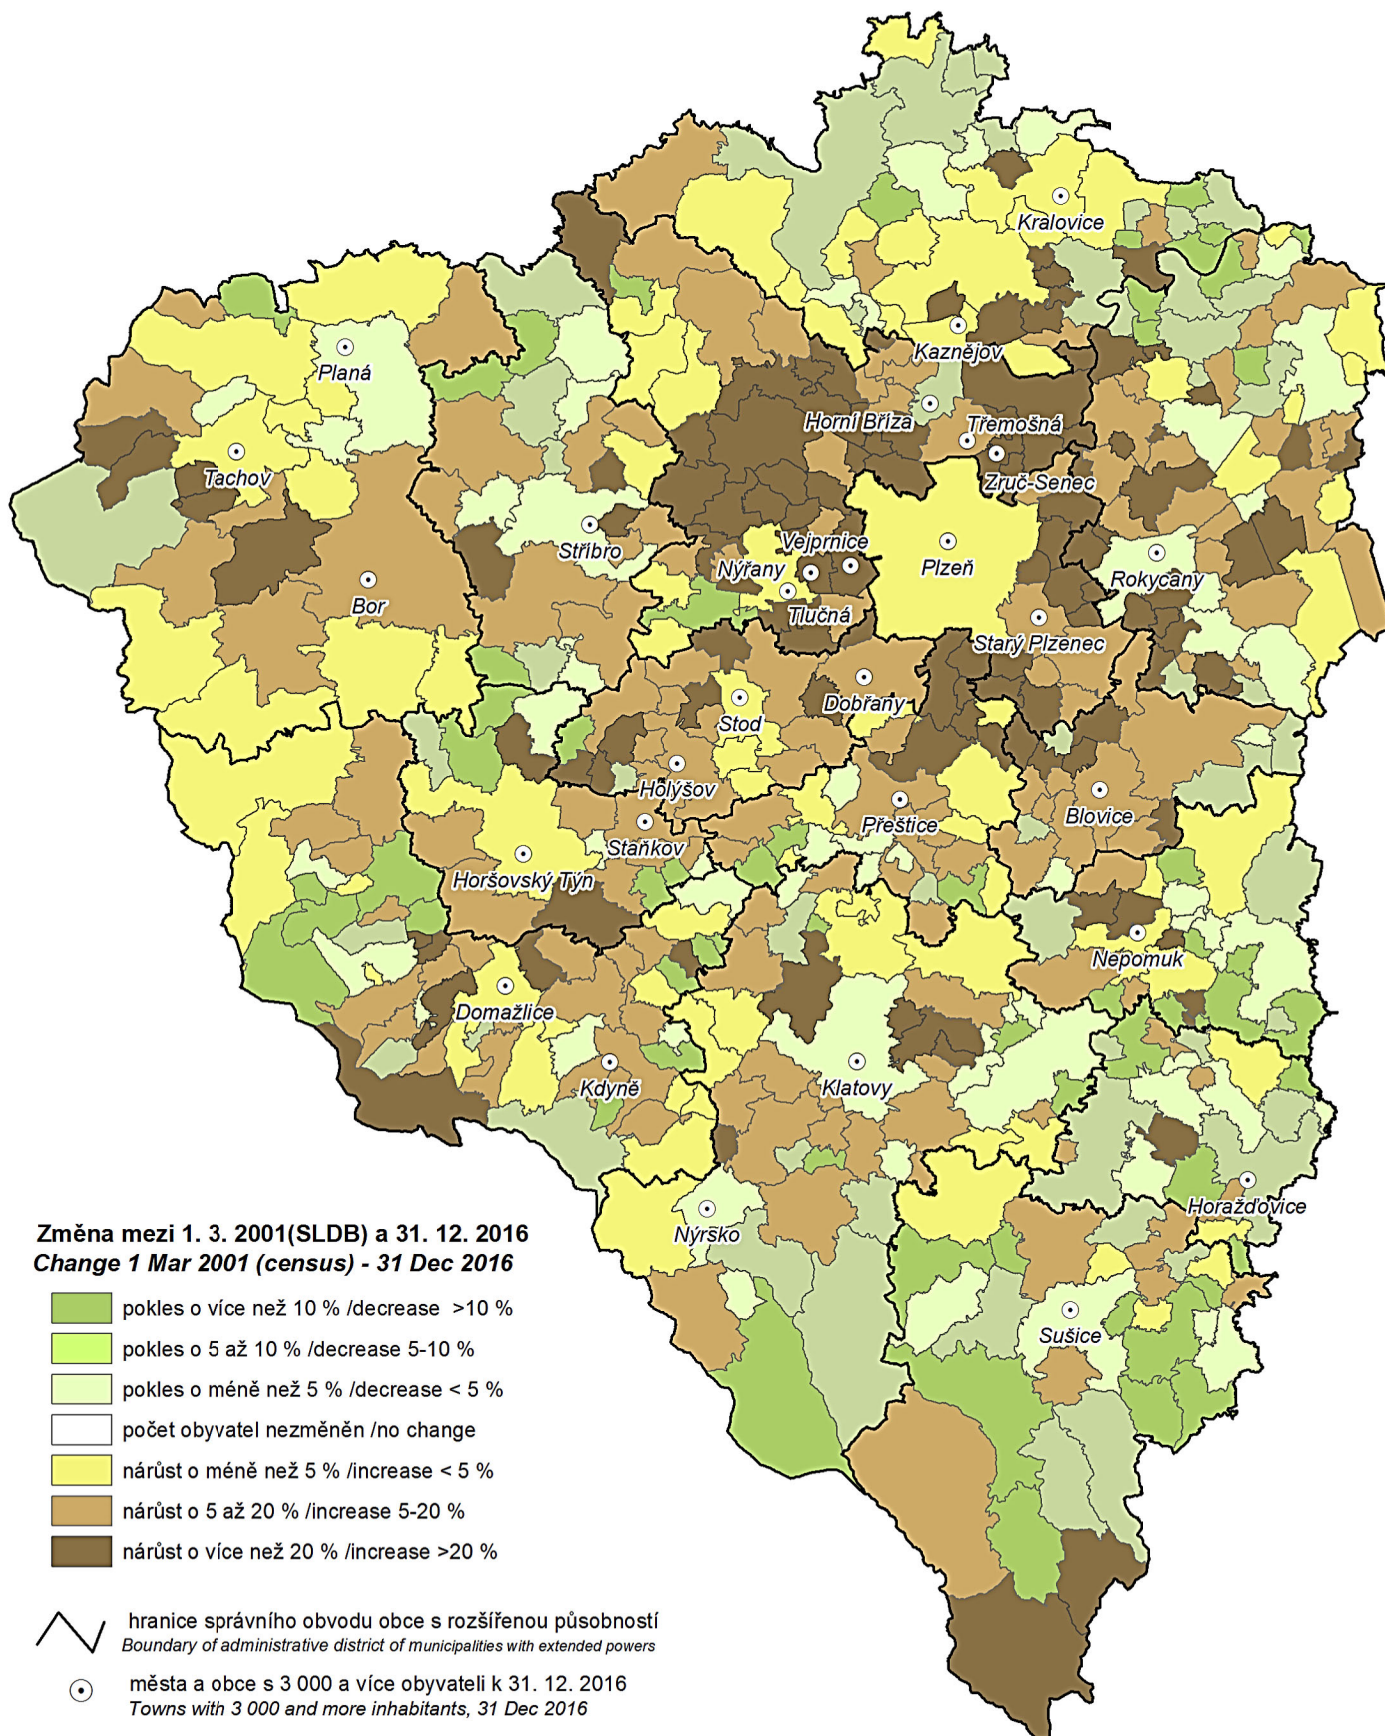 Kralovice
Kaznějov
Planá
Horní Bříza
Třemošná
Tachov
Zruč-Senec
Stříbro
Vejprnice
Nýřany
Plzeň
Rokycany
Bor
Tlučná
Starý Plzenec
Dobřany
Stod
Holýšov
Blovice
Přeštice
Staňkov
Horšovský Týn
Nepomuk
Domažlice
Kdyně
Klatovy
Horažďovice
Nýrsko
Sušice
Změna mezi 1. 3. 2001(SLDB) a 31. 12. 2016
Change 1 Mar 2001 (census) - 31 Dec 2016
pokles o více než 10 % /decrease >10 %
pokles o 5 až 10 % /decrease 5-10 %
pokles o méně než 5 % /decrease < 5 %
počet obyvatel nezměněn /no change
nárůst o méně než 5 % /increase < 5 %
nárůst o 5 až 20 % /increase 5-20 %
nárůst o více než 20 % /increase >20 %
hranice správního obvodu obce s rozšířenou působností
Boundary of administrative district of municipalities with extended powers
města a obce s 3 000 a více obyvateli k 31. 12. 2016
Towns with 3 000 and more inhabitants, 31 Dec 2016